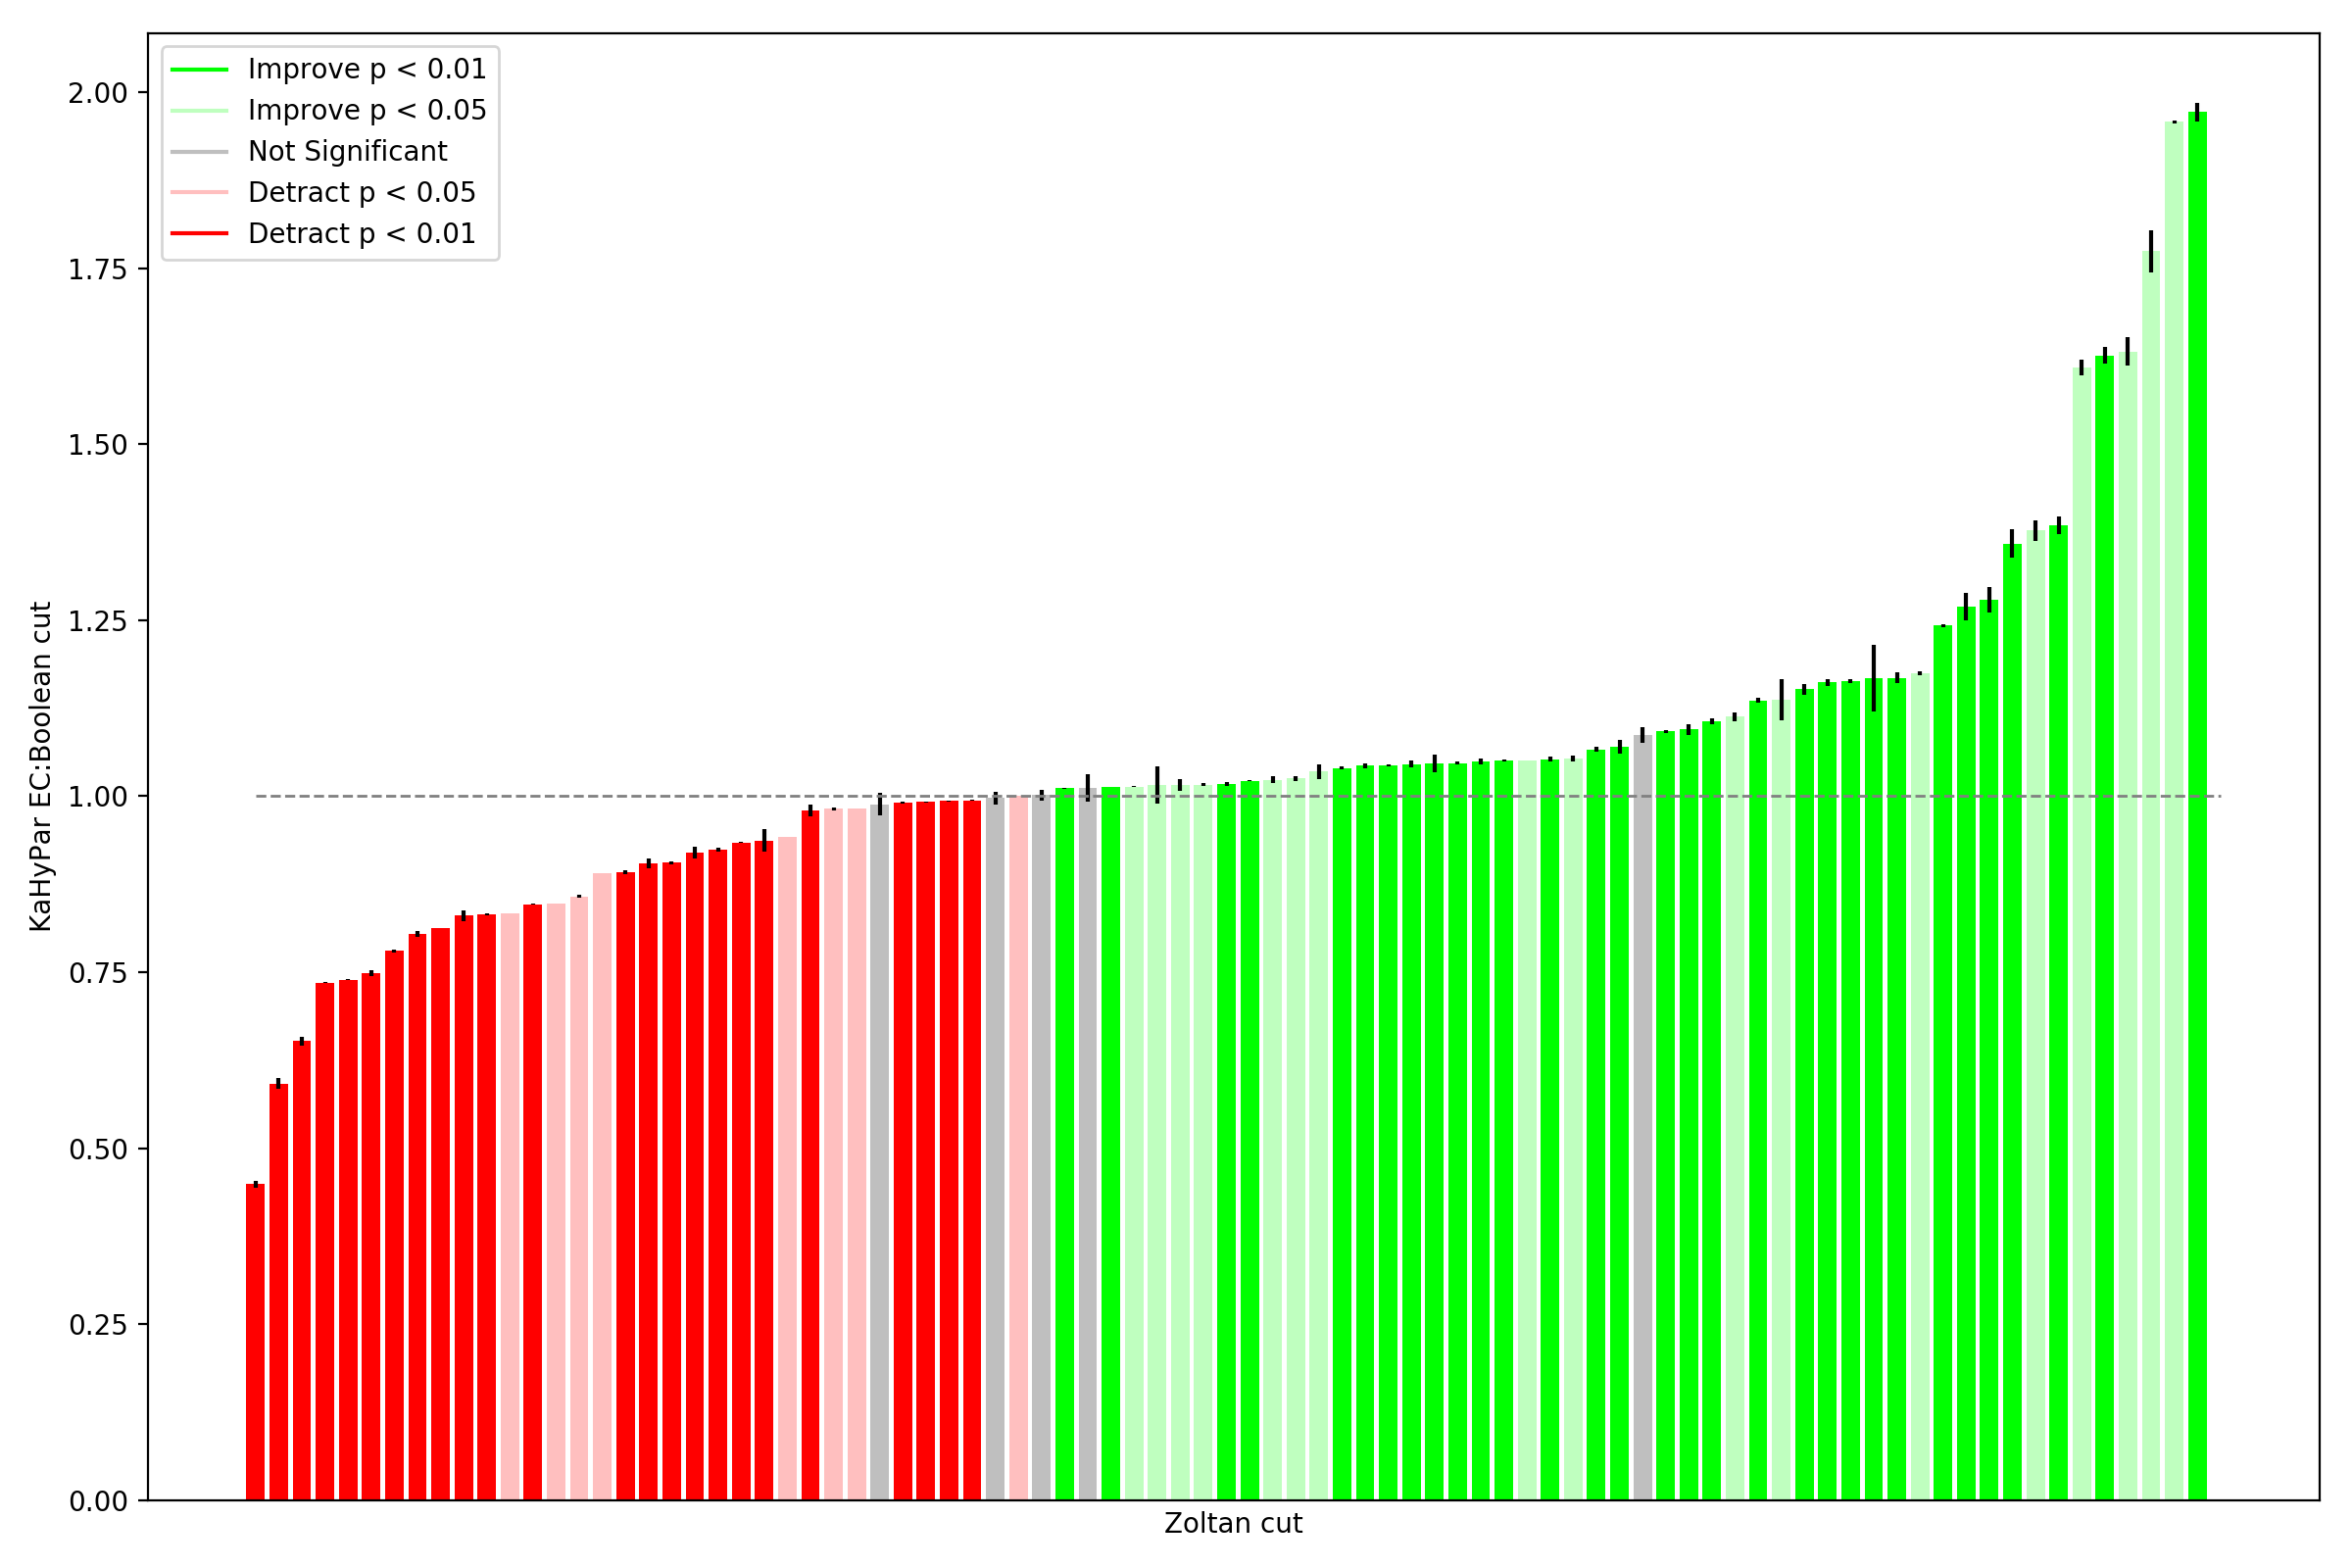 Improve p < 0.01
Improve p < 0.05
Not Significant
Detract p < 0.05
Detract p < 0.01
2.00
1.75
1.50
1.25
1.00
0.75
0.50
0.25
0.00
KaHyPar EC:Boolean cut
Zoltan cut